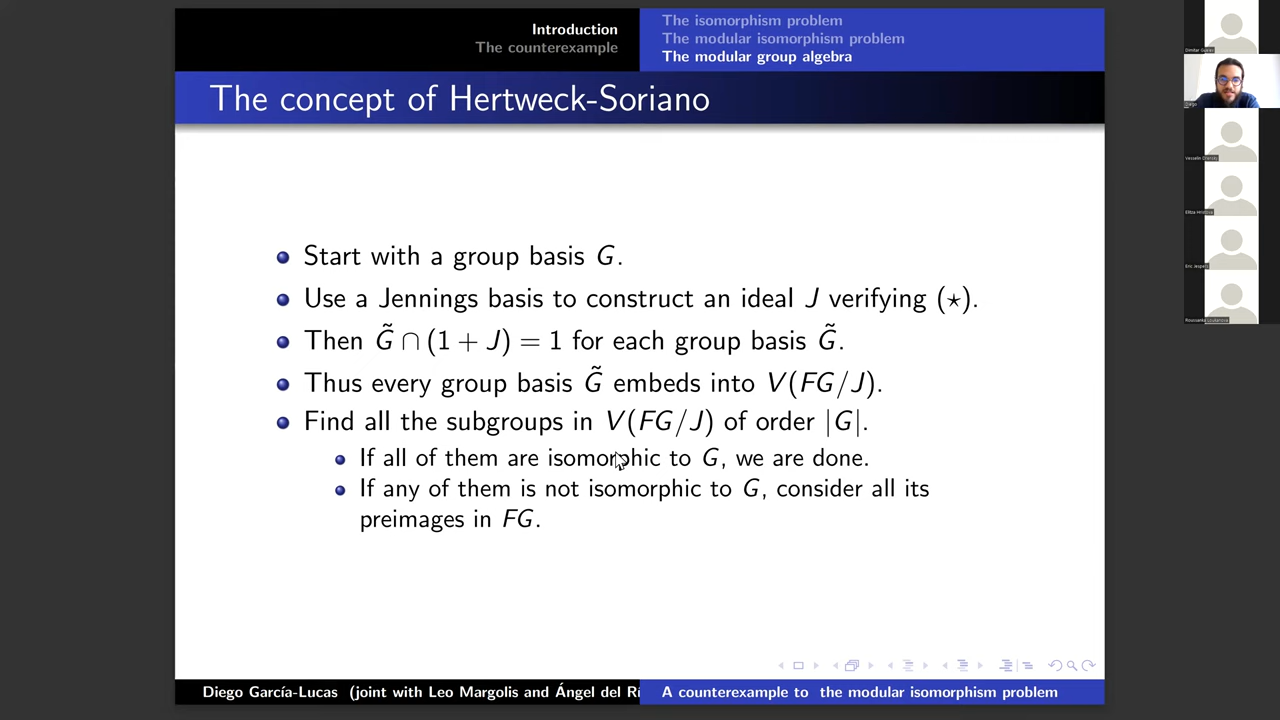 Introduction
The counterexample
The isomorphism problem
The modular isomorphism problem
The modular group algebra
The concept of Hertweck-Soriano
Start with a group basis G.
Use a Jennings basis to construct an ideal J verifying (⋆).
Then G̃ ∩ (1 + J) = 1 for each group basis G̃.
Thus every group basis G̃ embeds into V(FG/J).
Find all the subgroups in V(FG/J) of order |G|.
If all of them are isomorphic to G, we are done.
If any of them is not isomorphic to G, consider all its
preimages in FG.
Diego García-Lucas (joint with Leo Margolis and Ángel del Rí
A counterexample to the modular isomorphism problem
Diego